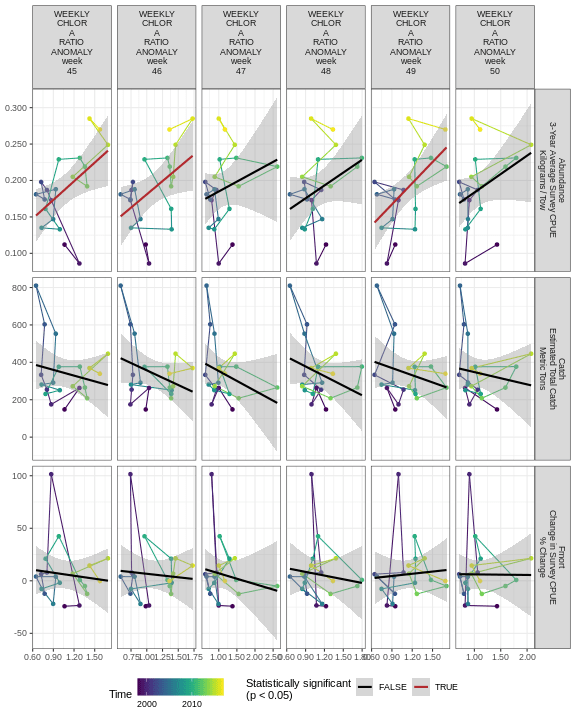 WEEKLY
CHLOR
A
RATIO
ANOMALY
week
45
WEEKLY
CHLOR
A
RATIO
ANOMALY
week
46
WEEKLY
CHLOR
A
RATIO
ANOMALY
week
47
WEEKLY
CHLOR
A
RATIO
ANOMALY
week
48
WEEKLY
CHLOR
A
RATIO
ANOMALY
week
49
WEEKLY
CHLOR
A
RATIO
ANOMALY
week
50
0.300
0.250
0.200
0.150
0.100
Abundance
3-Year Average Survey CPUE
Kilograms / Tow
800
600
400
200
0
Catch
Estimated Total Catch
Metric Tons
100
50
0
-50
Fmort
Change in Survey CPUE
% Change
0.60 0.90 1.20 1.50
0.75 1.00 1.25 1.50 1.75
1.00 1.50 2.00 2.50
0.60 0.90 1.20 1.50
0.60 0.90 1.20 1.50
1.00 1.50 2.00
Time
2000 2010
Statistically significant
(p < 0.05)
FALSE
TRUE